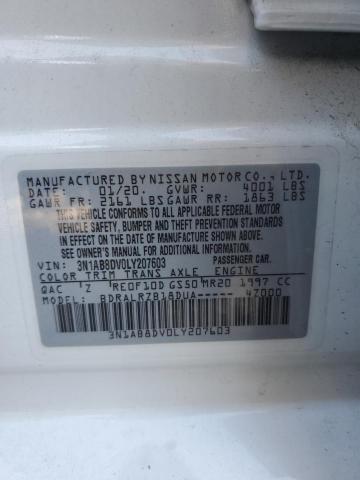 MANUFACTURED BY NISSAN MOTOR CO., LTD.
DATE: 01/20. GVWR: 4001 LBS
GAWR FR: 2161 LBS GAWR RR: 1863 LBS
THIS VEHICLE CONFORMS TO ALL APPLICABLE FEDERAL MOTOR
VEHICLE SAFETY, BUMPER, AND THEFT PREVENTION STANDARDS
IN EFFECT ON THE DATE OF MANUFACTURE SHOWN ABOVE.
SEE OWNER'S MANUAL FOR ADDITIONAL INFORMATION.
VIN: 3N1AB8DV0LY207603 PASSENGER CAR.
COLOR TRIM TRANS AXLE ENGINE
QAC 'Z 'RE0F10D GS50 MR20 1997 CC
MODEL: BDRALRZB18DUA----- 4Z000
3N1AB8DV0LY207603